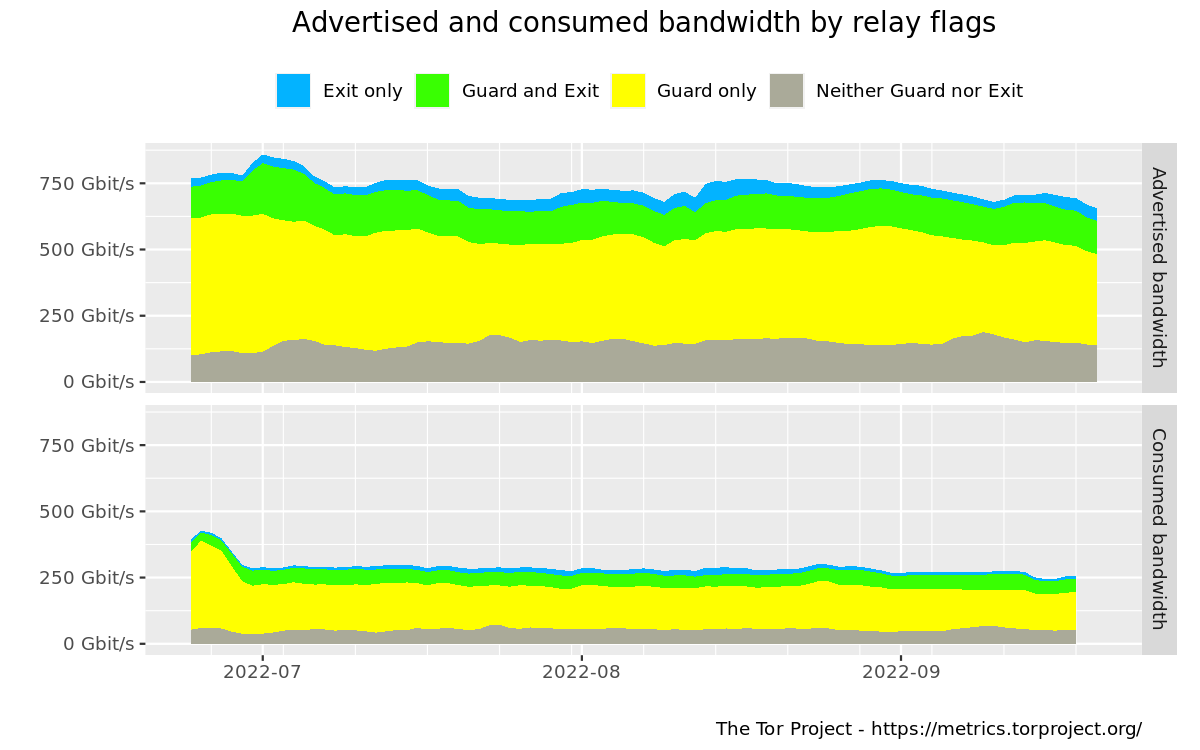 Advertised and consumed bandwidth by relay flags
Exit only Guard and Exit Guard only Neither Guard nor Exit
750 Gbit/s
500 Gbit/s
250 Gbit/s
0 Gbit/s
Advertised bandwidth
750 Gbit/s
500 Gbit/s
250 Gbit/s
0 Gbit/s
Consumed bandwidth
2022-07 2022-08 2022-09
The Tor Project - https://metrics.torproject.org/